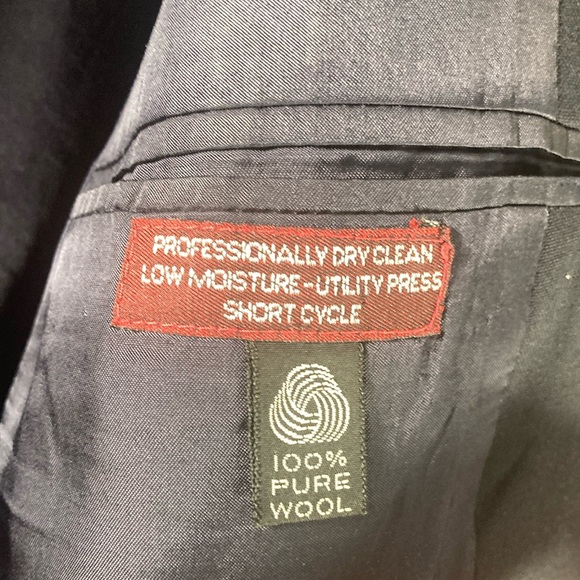 PROFESSIONALLY DRY CLEAN
LOW MOISTURE-UTILITY PRESS
SHORT CYCLE
100%
PURE
WOOL